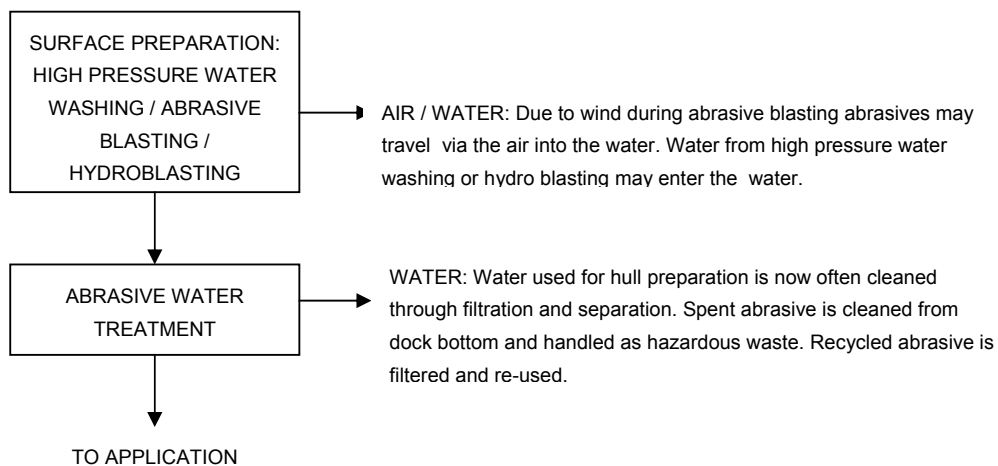 SURFACE PREPARATION:
HIGH PRESSURE WATER
WASHING / ABRASIVE
BLASTING /
HYDROBLASTING
AIR / WATER: Due to wind during abrasive blasting abrasives may
travel via the air into the water. Water from high pressure water
washing or hydro blasting may enter the water.
ABRASIVE WATER
TREATMENT
WATER: Water used for hull preparation is now often cleaned
through filtration and separation. Spent abrasive is cleaned from
dock bottom and handled as hazardous waste. Recycled abrasive is
filtered and re-used.
TO APPLICATION